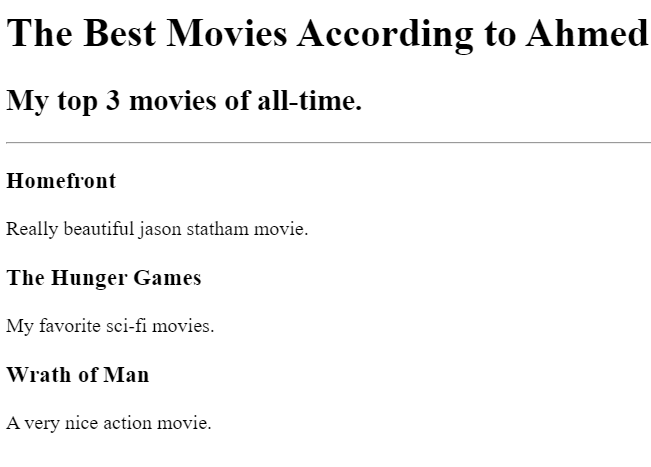 The Best Movies According to Ahmed
My top 3 movies of all-time.
Homefront
Really beautiful jason statham movie.
The Hunger Games
My favorite sci-fi movies.
Wrath of Man
A very nice action movie.